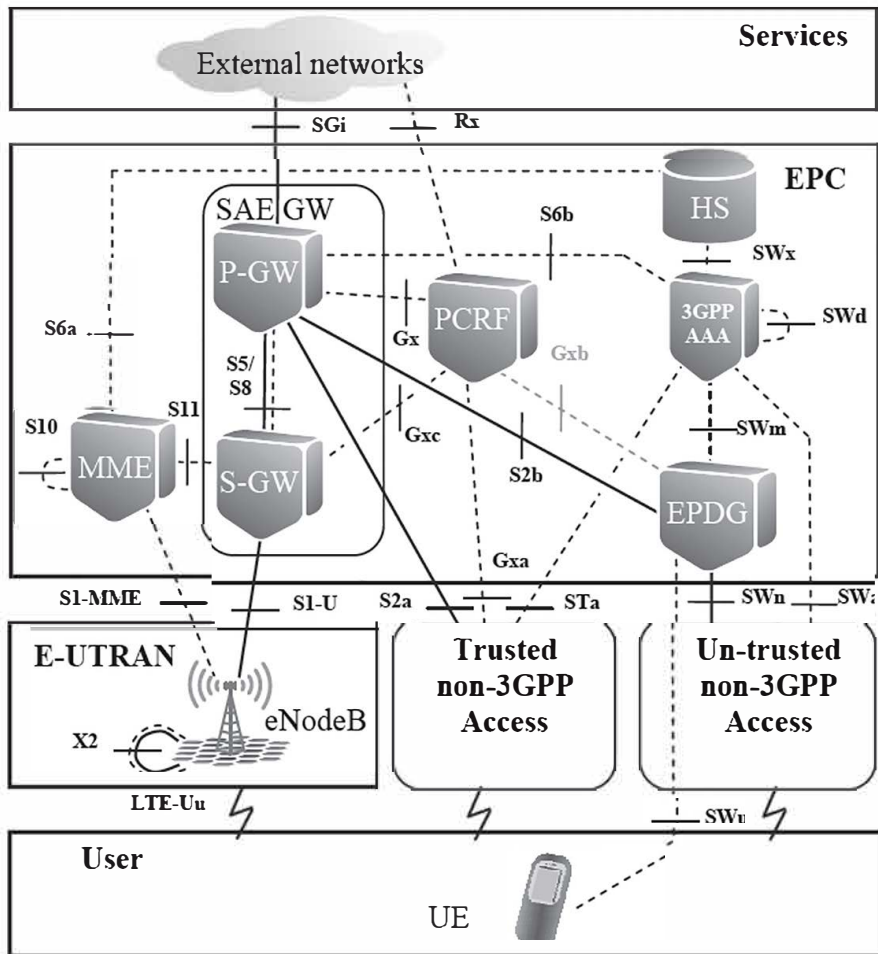 Services
External networks
SGi
Rx
EPC
SAE GW
HS
S6b
SWx
P-GW
PCRF
3GPP
AAA
SWd
S6a
Gx
Gxb
S5/
S8
S10
S11
Gxc
SWm
MME
S-GW
S2b
EPDG
Gxa
S1-MME
S1-U
S2a
STa
SWn
SWa
E-UTRAN
Trusted
non-3GPP
Access
Un-trusted
non-3GPP
Access
eNodeB
X2
LTE-Uu
SWu
User
UE